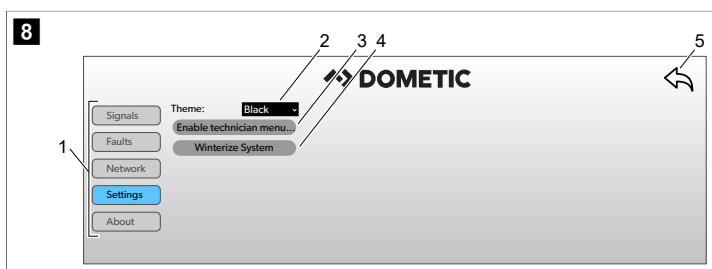 8
2 3 4 5
DOMETIC
Theme: Black
Signals
Enable technician menu...
Faults
1
Winterize System
Network
Settings
About